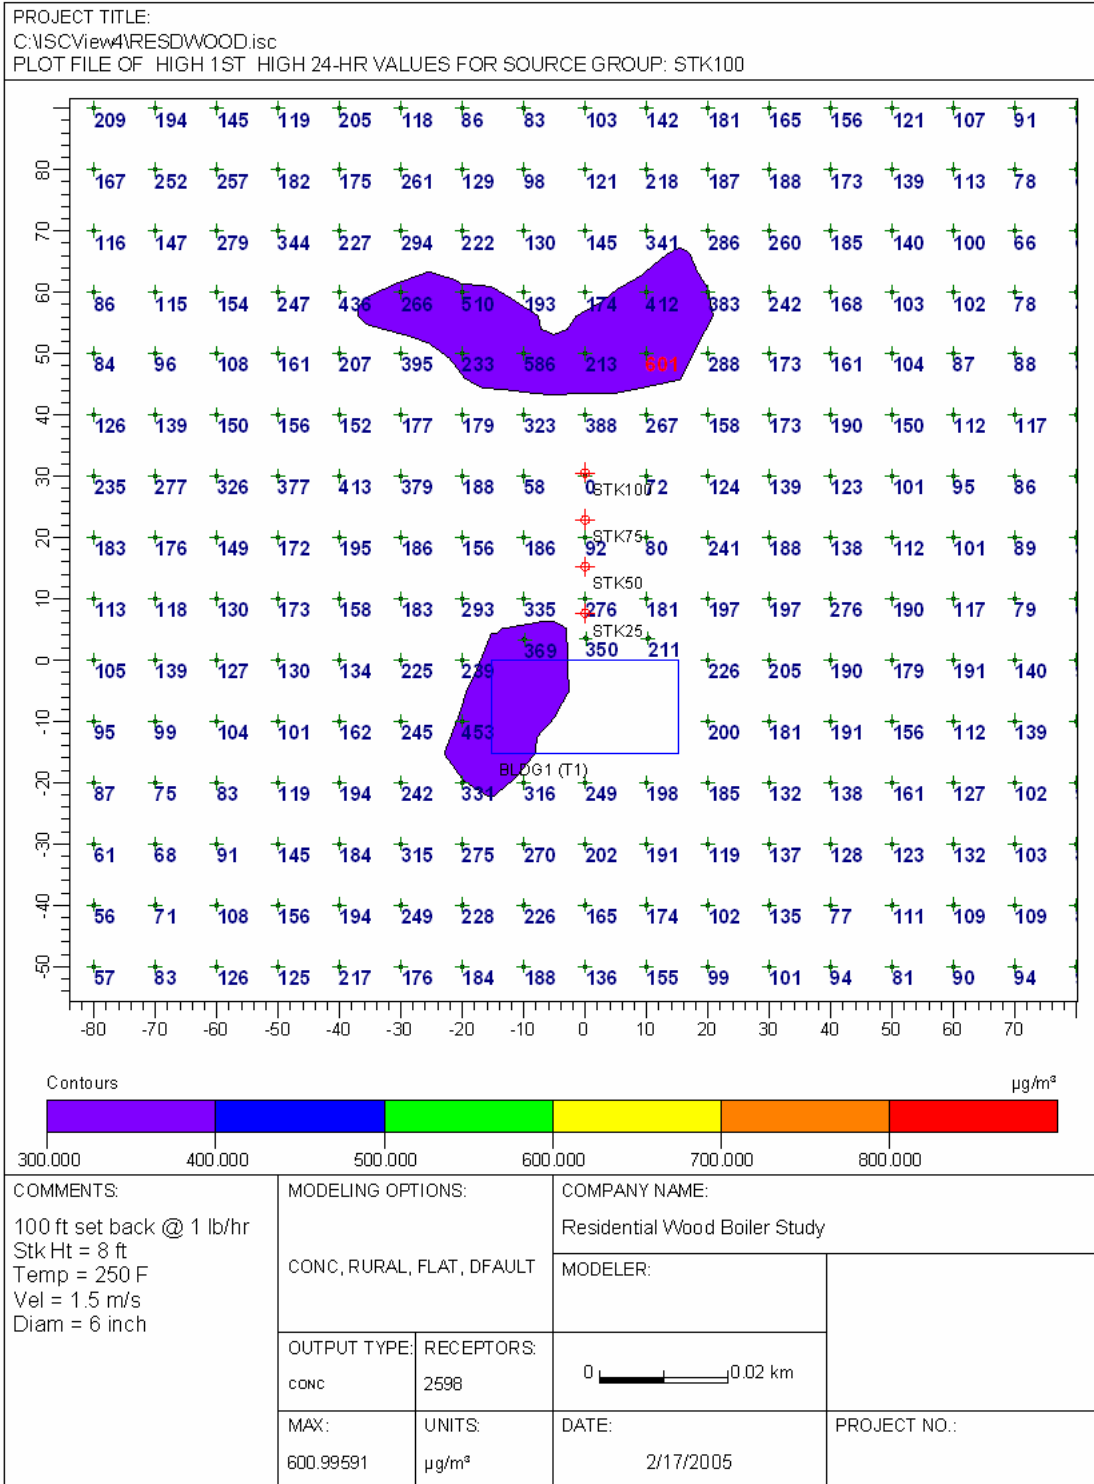 PROJECT TITLE:
C:\ISCView4\RESDWOOD.isc
PLOT FILE OF HIGH 1ST HIGH 24-HR VALUES FOR SOURCE GROUP: STK100
209 194 145 119 205 118 86 83 103 142 181 165 156 121 107 91
80
167 252 257 182 175 261 129 98 121 218 187 188 173 139 113 78
70
116 147 279 344 227 294 222 130 145 341 286 260 185 140 100 66
60
86 115 154 247 436 266 510 193 174 412 383 242 168 103 102 78
50
84 96 108 161 207 395 233 586 213 601 288 173 161 104 87 88
40
126 139 150 156 152 177 179 323 388 267 158 173 190 150 112 117
30
235 277 326 377 413 379 188 58 0 72 124 139 123 101 95 86
STK100
20
183 176 149 172 195 186 156 186 92 80 241 188 138 112 101 89
STK75
STK50
10
113 118 130 173 158 183 293 335 276 181 197 197 276 190 117 79
STK25
369 350 211
0
105 139 127 130 134 225 239 226 205 190 179 191 140
-10
95 99 104 101 162 245 453 200 181 191 156 112 139
BLDG1 (T1)
-20
87 75 83 119 194 242 331 316 249 198 185 132 138 161 127 102
-30
61 68 91 145 184 315 275 270 202 191 119 137 128 123 132 103
-40
56 71 108 156 194 249 228 226 165 174 102 135 77 111 109 109
-50
57 83 126 125 217 176 184 188 136 155 99 101 94 81 90 94
-80 -70 -60 -50 -40 -30 -20 -10 0 10 20 30 40 50 60 70
Contours µg/m³
300.000 400.000 500.000 600.000 700.000 800.000
COMMENTS:
100 ft set back @ 1 lb/hr
Stk Ht = 8 ft
Temp = 250 F
Vel = 1.5 m/s
Diam = 6 inch
MODELING OPTIONS:
CONC, RURAL, FLAT, DFAULT
COMPANY NAME:
Residential Wood Boiler Study
MODELER:
OUTPUT TYPE:
CONC
RECEPTORS:
2598
0 0.02 km
MAX:
600.99591
UNITS:
µg/m³
DATE:
2/17/2005
PROJECT NO.: